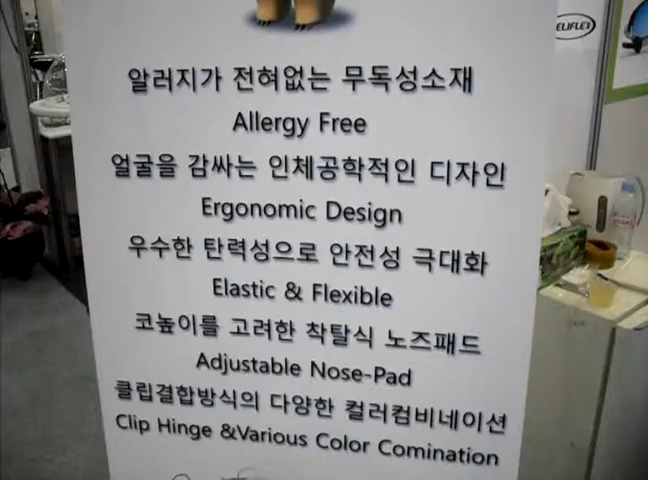 ELIFLEX
알러지가 전혀없는 무독성소재
Allergy Free
얼굴을 감싸는 인체공학적인 디자인
Ergonomic Design
우수한 탄력성으로 안전성 극대화
Elastic & Flexible
코높이를 고려한 착탈식 노즈패드
Adjustable Nose-Pad
클립결합방식의 다양한 컬러컴비네이션
Clip Hinge &Various Color Comination